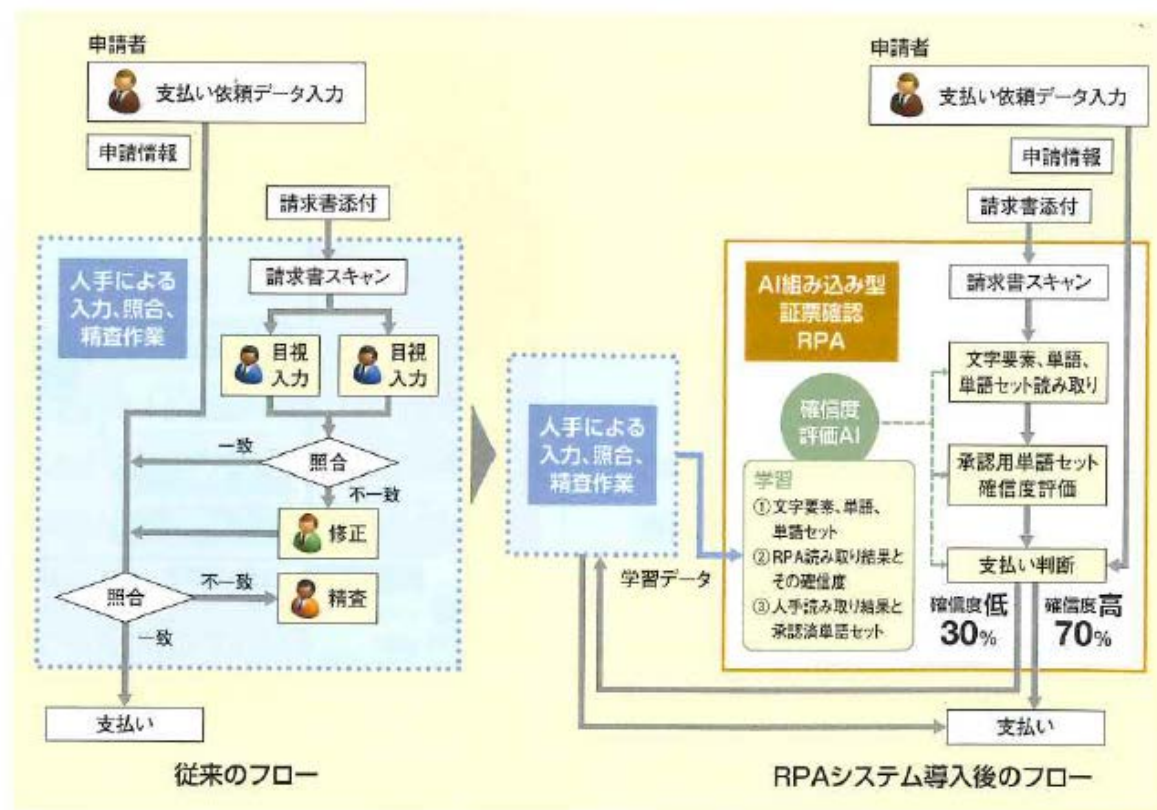 申請者
支払い依頼データ入力
申請情報
請求書添付
人手による
入力、照合、
精査作業
請求書スキャン
目視
入力
目視
入力
照合
一致
不一致
修正
照合
不一致
精査
一致
支払い
従来のフロー
人手による
入力、照合、
精査作業
学習データ
申請者
支払い依頼データ入力
申請情報
請求書添付
AI組み込み型
証票確認
RPA
請求書スキャン
文字要素、単語、
単語セット読み取り
確信度
評価AI
承認用単語セット
確信度評価
学習
①文字要素、単語、
単語セット
②RPA読み取り結果と
その確信度
③人手読み取り結果と
承認済単語セット
支払い判断
確信度低
30%
確信度高
70%
支払い
RPAシステム導入後のフロー